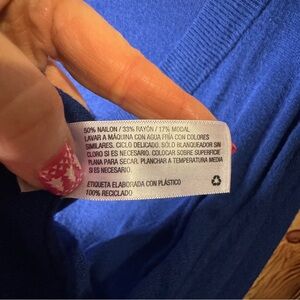 50% NAILON / 33% RAYÓN / 17% MODAL
LAVAR A MÁQUINA CON AGUA FRÍA CON COLORES
SIMILARES. CICLO DELICADO. SÓLO BLANQUEADOR SIN
CLORO SI ES NECESARIO. COLOCAR SOBRE SUPERFICIE
PLANA PARA SECAR. PLANCHAR A TEMPERATURA MEDIA
SI ES NECESARIO.
ETIQUETA ELABORADA CON PLÁSTICO
100% RECICLADO